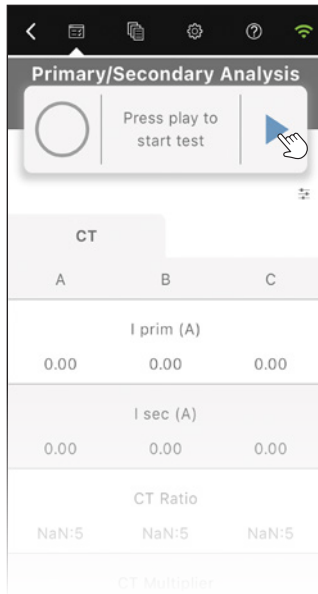 Primary/Secondary Analysis
Press play to
start test
CT
A B C
I prim (A)
0.00 0.00 0.00
I sec (A)
0.00 0.00 0.00
CT Ratio
NaN:5 NaN:5 NaN:5
CT Multiplier